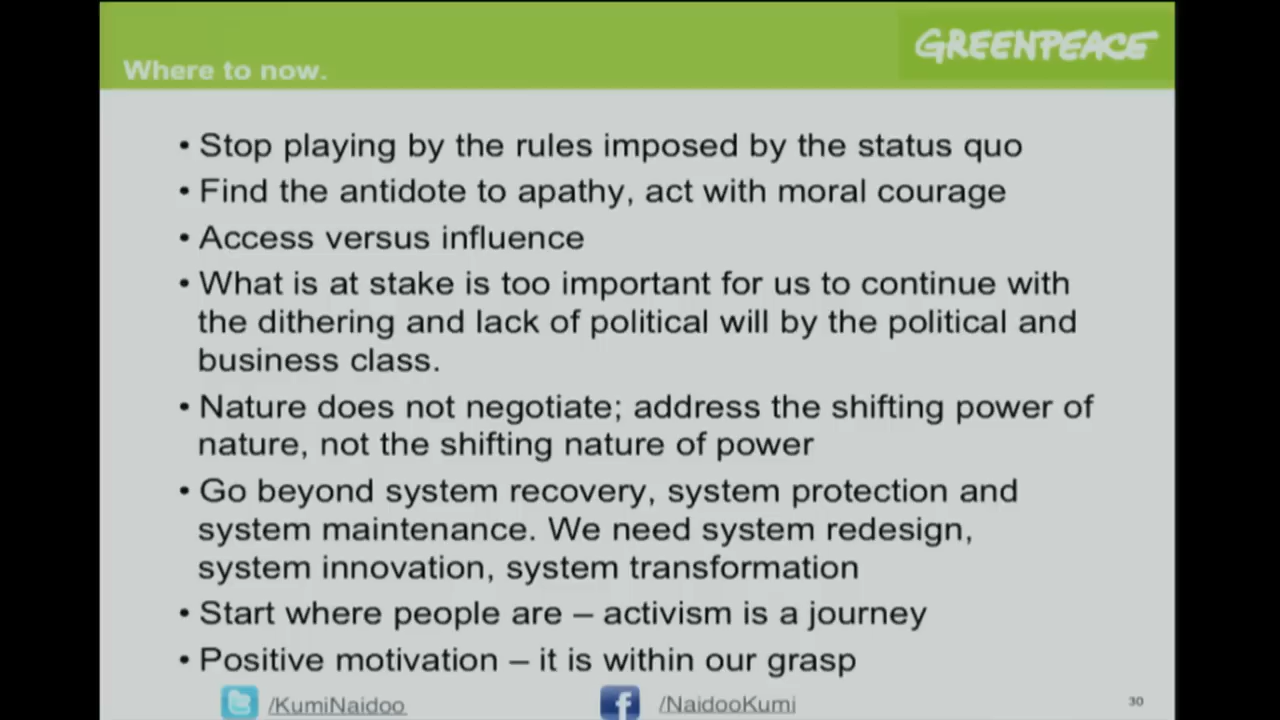 GREENPEACE
Where to now.
• Stop playing by the rules imposed by the status quo
• Find the antidote to apathy, act with moral courage
• Access versus influence
• What is at stake is too important for us to continue with
the dithering and lack of political will by the political and
business class.
• Nature does not negotiate; address the shifting power of
nature, not the shifting nature of power
• Go beyond system recovery, system protection and
system maintenance. We need system redesign,
system innovation, system transformation
• Start where people are – activism is a journey
• Positive motivation – it is within our grasp
/KumiNaidoo
/NaidooKumi
30